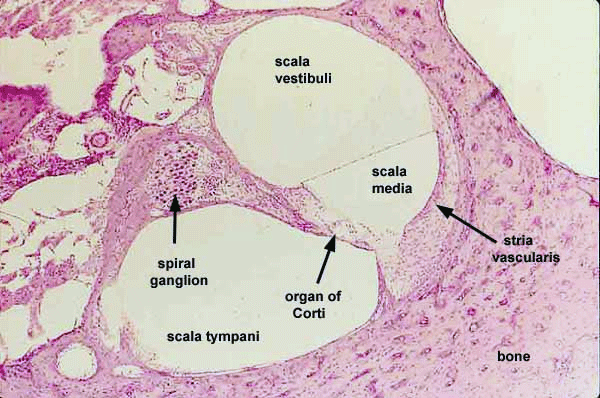 scala
vestibuli
scala
media
stria
vascularis
spiral
ganglion
organ of
Corti
scala tympani
bone